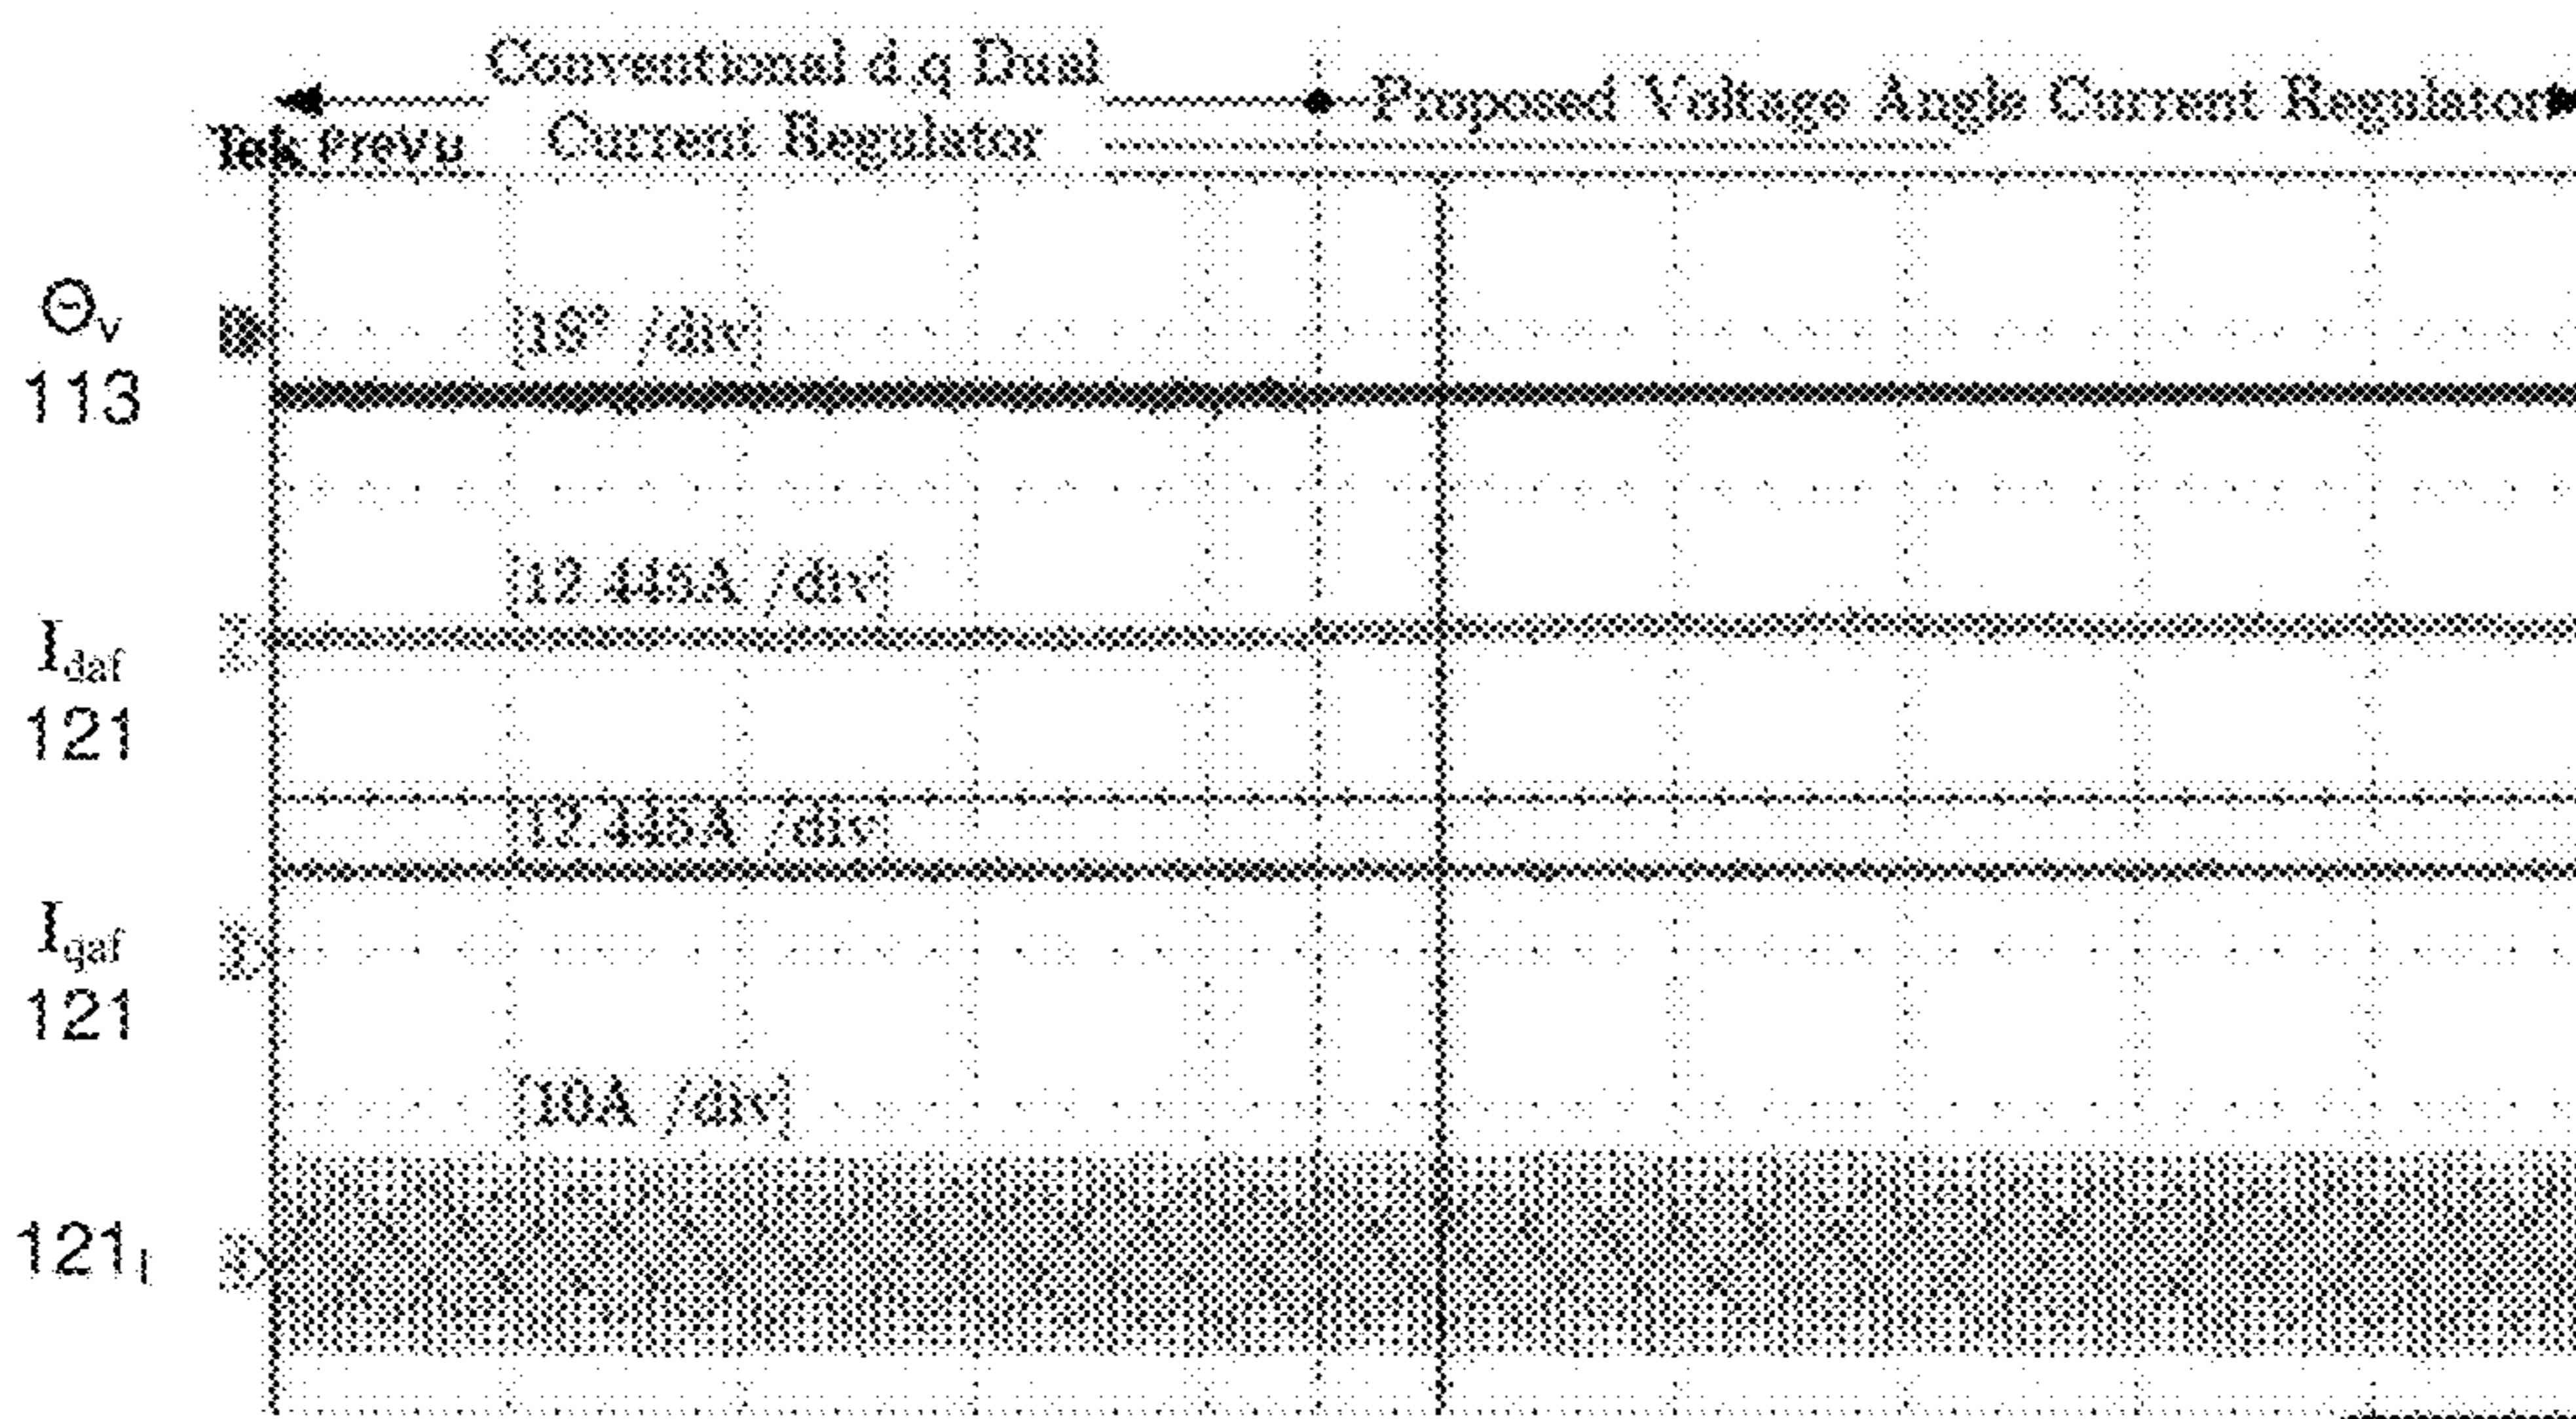 Conventional d.q Dual
Current Regulator
Proposed Voltage Angle Current Regulator
Tek PreVu
Θv
113
[18° /div]
[12.445A /div]
Idaf
121
[12.445A /div]
Iqaf
121
[10A /div]
121I